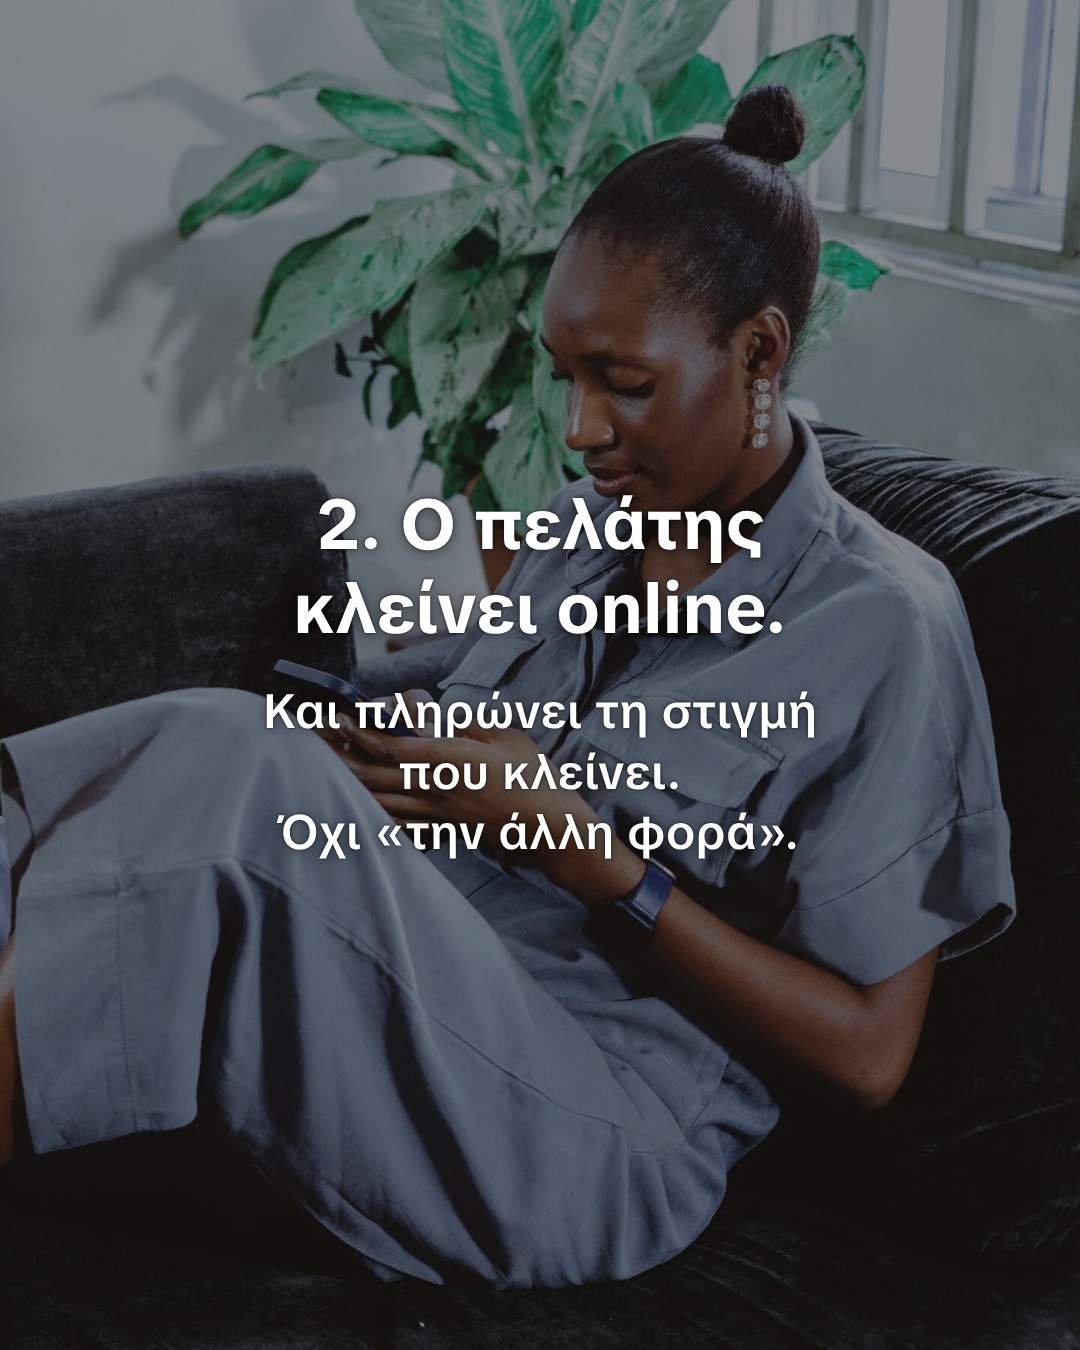 2. Ο πελάτης
κλείνει online.
Και πληρώνει τη στιγμή
που κλείνει.
Όχι «την άλλη φορά».